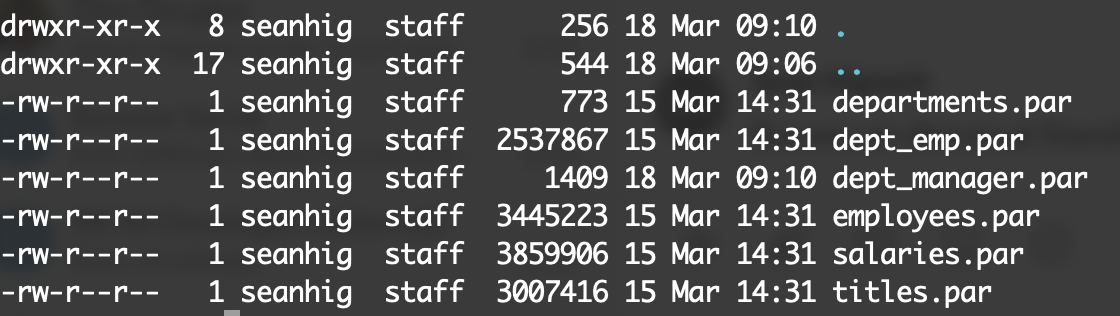 drwxr-xr-x   8 seanhig  staff      256 18 Mar 09:10 .
drwxr-xr-x  17 seanhig  staff      544 18 Mar 09:06 ..
-rw-r--r--   1 seanhig  staff      773 15 Mar 14:31 departments.par
-rw-r--r--   1 seanhig  staff  2537867 15 Mar 14:31 dept_emp.par
-rw-r--r--   1 seanhig  staff     1409 18 Mar 09:10 dept_manager.par
-rw-r--r--   1 seanhig  staff  3445223 15 Mar 14:31 employees.par
-rw-r--r--   1 seanhig  staff  3859906 15 Mar 14:31 salaries.par
-rw-r--r--   1 seanhig  staff  3007416 15 Mar 14:31 titles.par